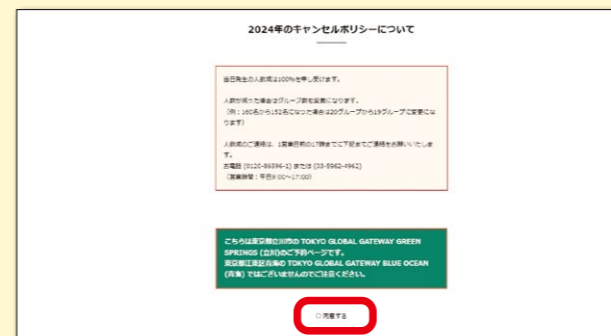 2024年のキャンセルポリシーについて
当日発生の人数減は100%を申し受けます。
人数が減った場合はグループ数も変更になります。
(例：160名から152名になった場合は20グループから19グループに変更にな
ります)
人数減のご連絡は、1営業日前の17時までに下記までご連絡をお願いいたしま
す。
お電話 (0120-86596-1) または (03-5962-4962)
(営業時間：平日9:00~17:00)
こちらは東京都立川市の TOKYO GLOBAL GATEWAY GREEN
SPRINGS (立川)のご予約ページです。
東京都江東区青海の TOKYO GLOBAL GATEWAY BLUE OCEAN
(青海) ではございませんのでご注意ください。
同意する